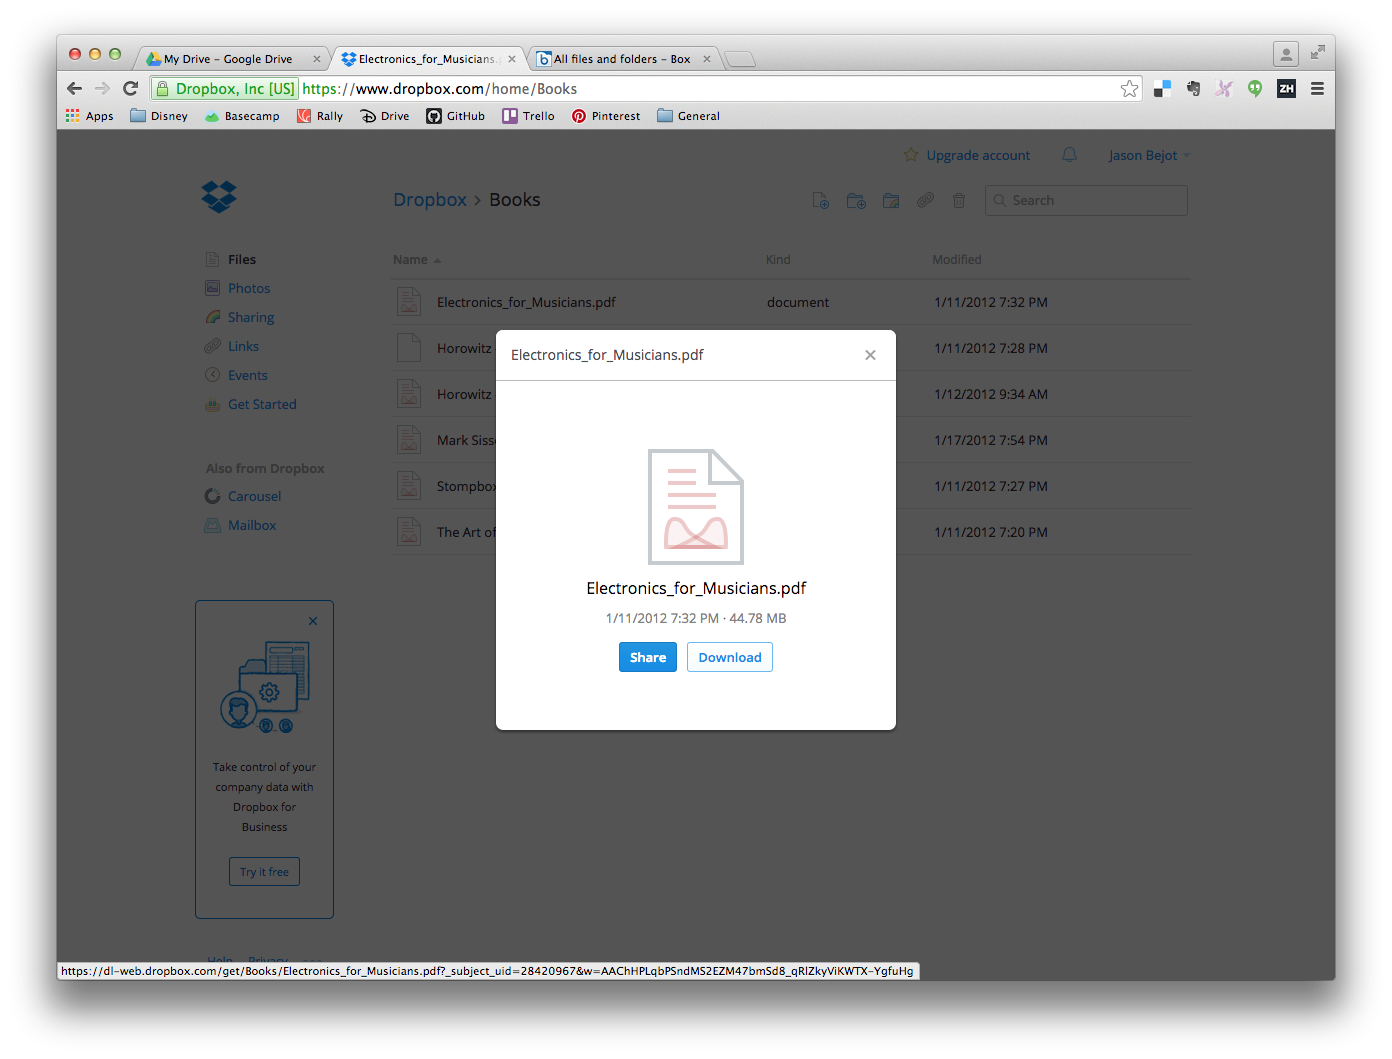 My Drive – Google Drive
Electronics_for_Musicians.
All files and folders – Box
Dropbox, Inc [US] https://www.dropbox.com/home/Books
ZH
Apps Disney Basecamp Rally Drive GitHub Trello Pinterest General
Upgrade account Jason Bejot
Dropbox › Books
Search
Files
Photos
Sharing
Links
Events
Get Started
Also from Dropbox
Carousel
Mailbox
Name Kind Modified
Electronics_for_Musicians.pdf document 1/11/2012 7:32 PM
Horowitz 1/11/2012 7:28 PM
Horowitz 1/12/2012 9:34 AM
Mark Siss 1/17/2012 7:54 PM
Stompbox 1/11/2012 7:27 PM
The Art of 1/11/2012 7:20 PM
Electronics_for_Musicians.pdf
Electronics_for_Musicians.pdf
1/11/2012 7:32 PM · 44.78 MB
Share Download
Take control of your
company data with
Dropbox for
Business
Try it free
Help Privacy
https://dl-web.dropbox.com/get/Books/Electronics_for_Musicians.pdf?_subject_uid=28420967&w=AAChHPLqbPSndMS2EZM47bmSd8_qRlZkyViKWTX-YgfuHg